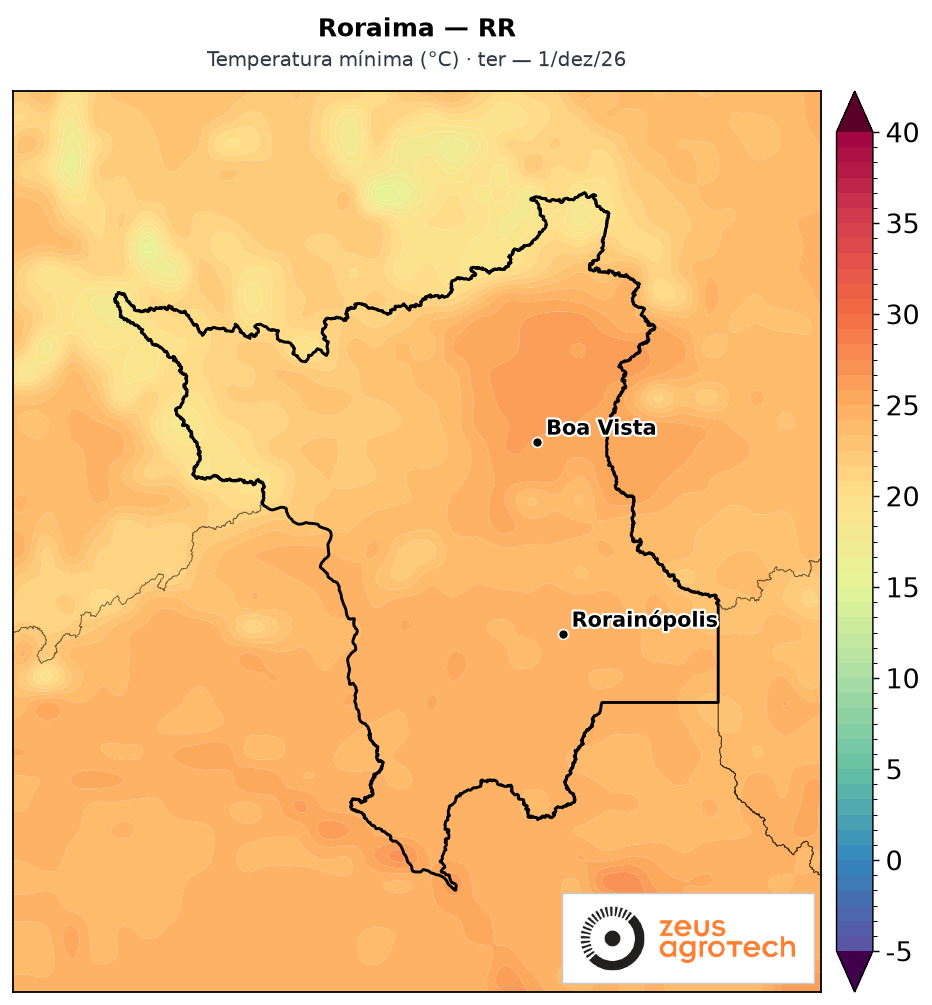 Roraima — RR
Temperatura mínima (°C) · ter — 1/dez/26
40
35
30
25
20
15
10
5
0
-5
Boa Vista
Rorainópolis
zeus
agrotech